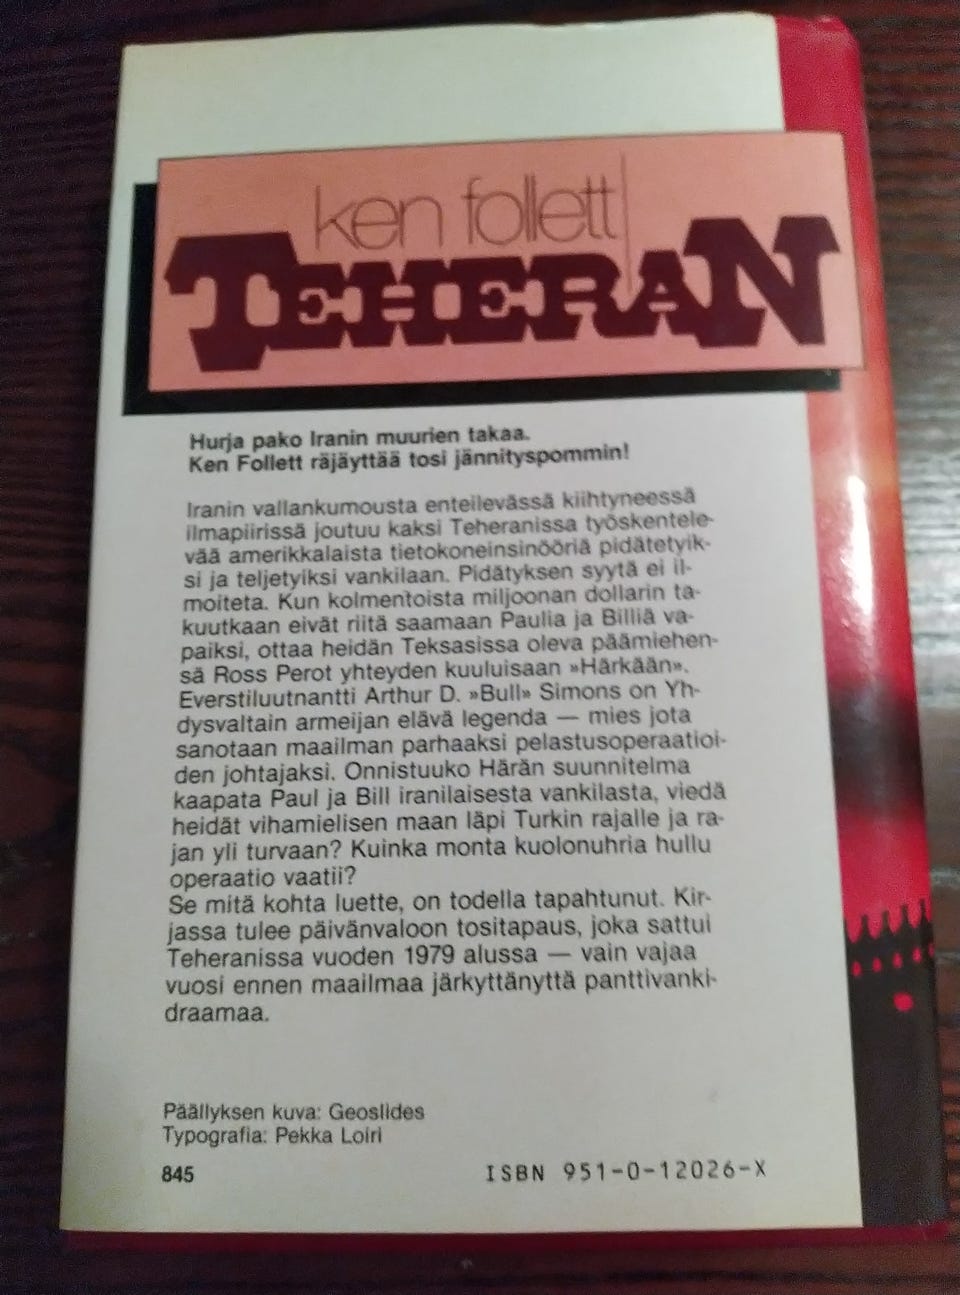 ken follett
TEHERAN
Hurja pako Iranin muurien takaa.
Ken Follett räjäyttää tosi jännityspommin!
Iranin vallankumousta enteilevässä kiihtyneessä
ilmapiirissä joutuu kaksi Teheranissa työskentele-
vää amerikkalaista tietokoneinsinööriä pidätetyik-
si ja teljetyiksi vankilaan. Pidätyksen syytä ei il-
moiteta. Kun kolmentoista miljoonan dollarin ta-
kuutkaan eivät riitä saamaan Paulia ja Billiä va-
paiksi, ottaa heidän Teksasissa oleva päämiehen-
sä Ross Perot yhteyden kuuluisaan »Härkään».
Everstiluutnantti Arthur D. »Bull» Simons on Yh-
dysvaltain armeijan elävä legenda — mies jota
sanotaan maailman parhaaksi pelastusoperaatioi-
den johtajaksi. Onnistuuko Härän suunnitelma
kaapata Paul ja Bill iranilaisesta vankilasta, viedä
heidät vihamielisen maan läpi Turkin rajalle ja ra-
jan yli turvaan? Kuinka monta kuolonuhria hullu
operaatio vaatii?
Se mitä kohta luette, on todella tapahtunut. Kir-
jassa tulee päivänvaloon tositapaus, joka sattui
Teheranissa vuoden 1979 alussa — vain vajaa
vuosi ennen maailmaa järkyttänyttä panttivanki-
draamaa.
Päällyksen kuva: Geoslides
Typografia: Pekka Loiri
845
ISBN 951-0-12026-X